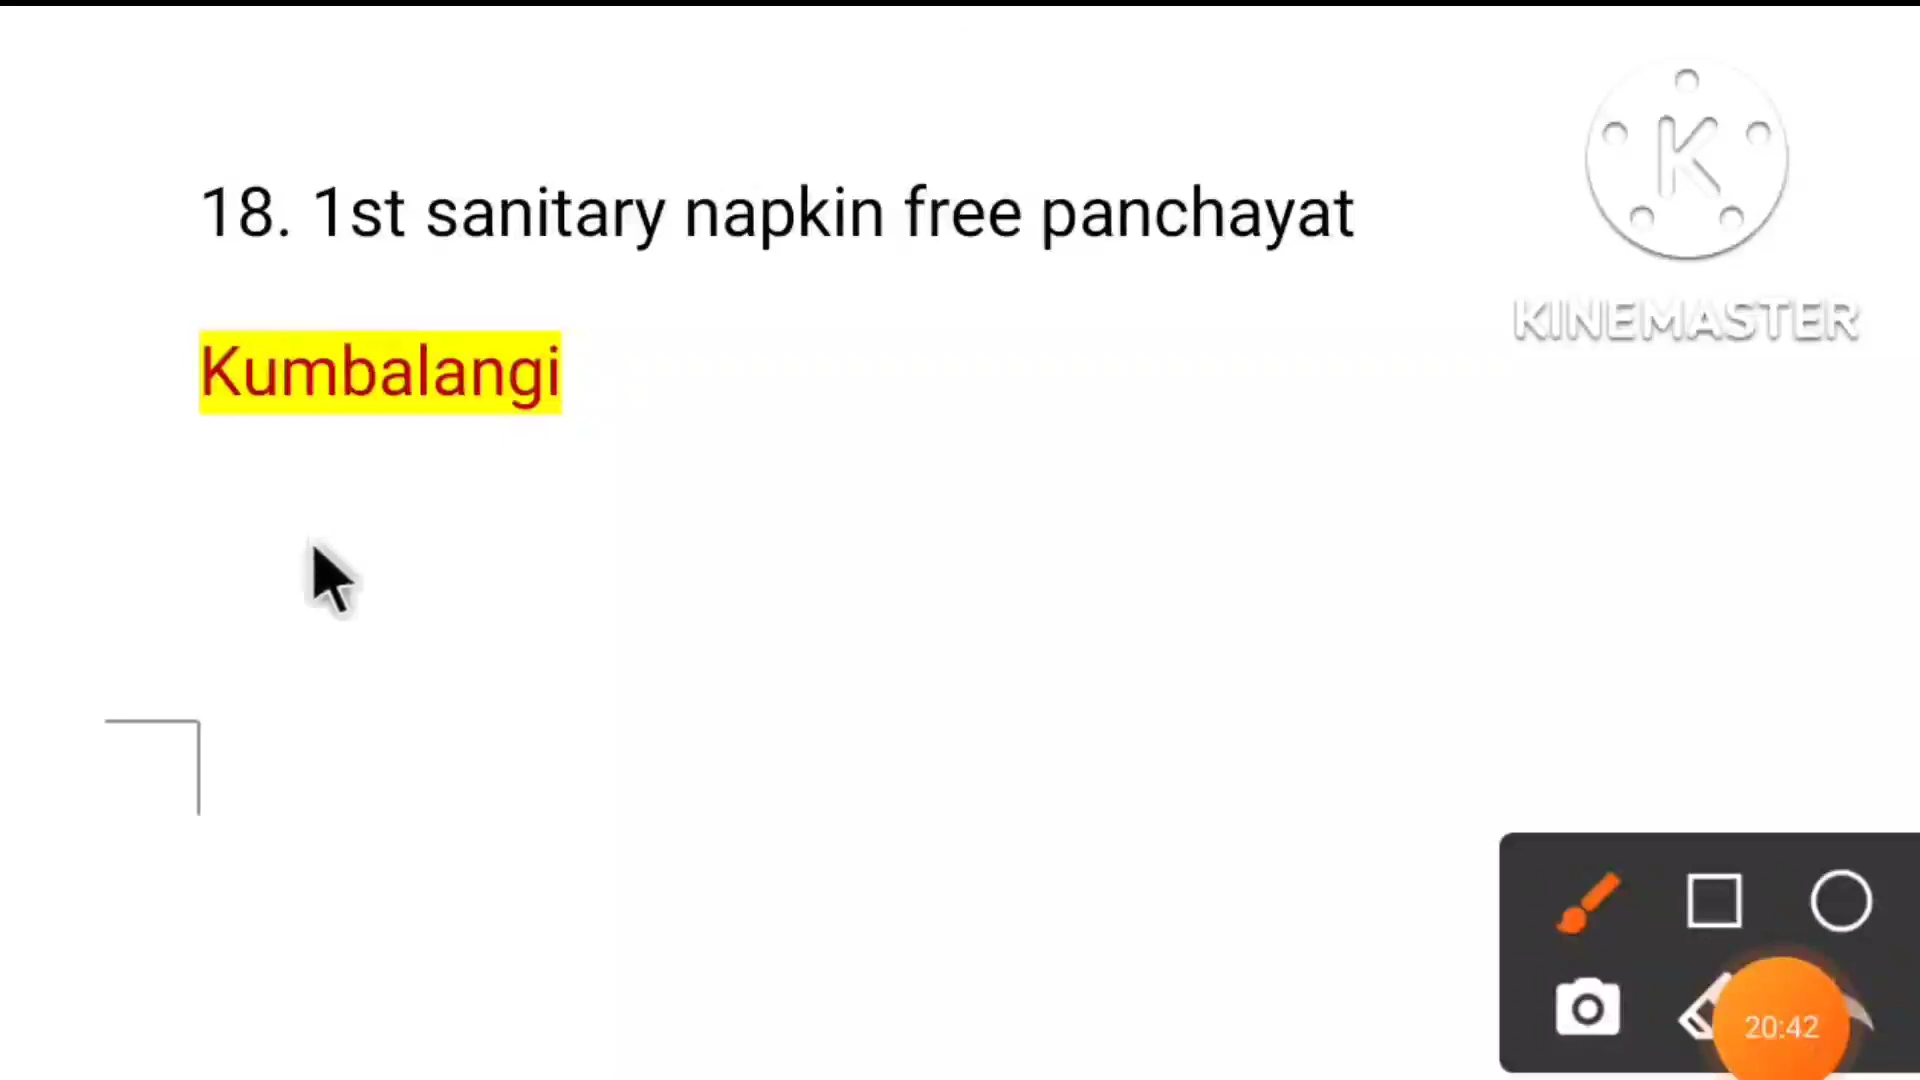 18. 1st sanitary napkin free panchayat
Kumbalangi
K
KINEMASTER
20:42